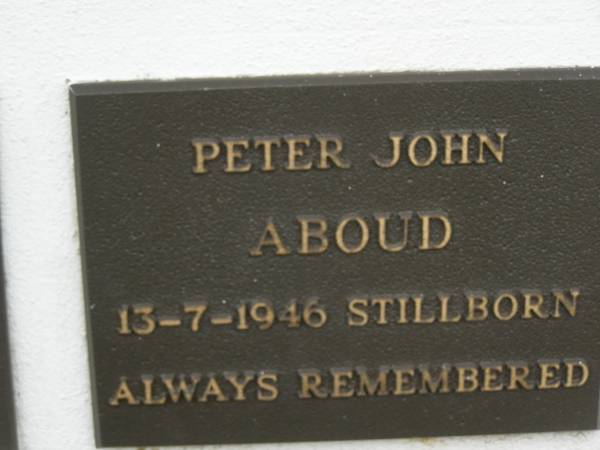 PETER JOHN
ABOUD
13-7-1946 STILLBORN
ALWAYS REMEMBERED